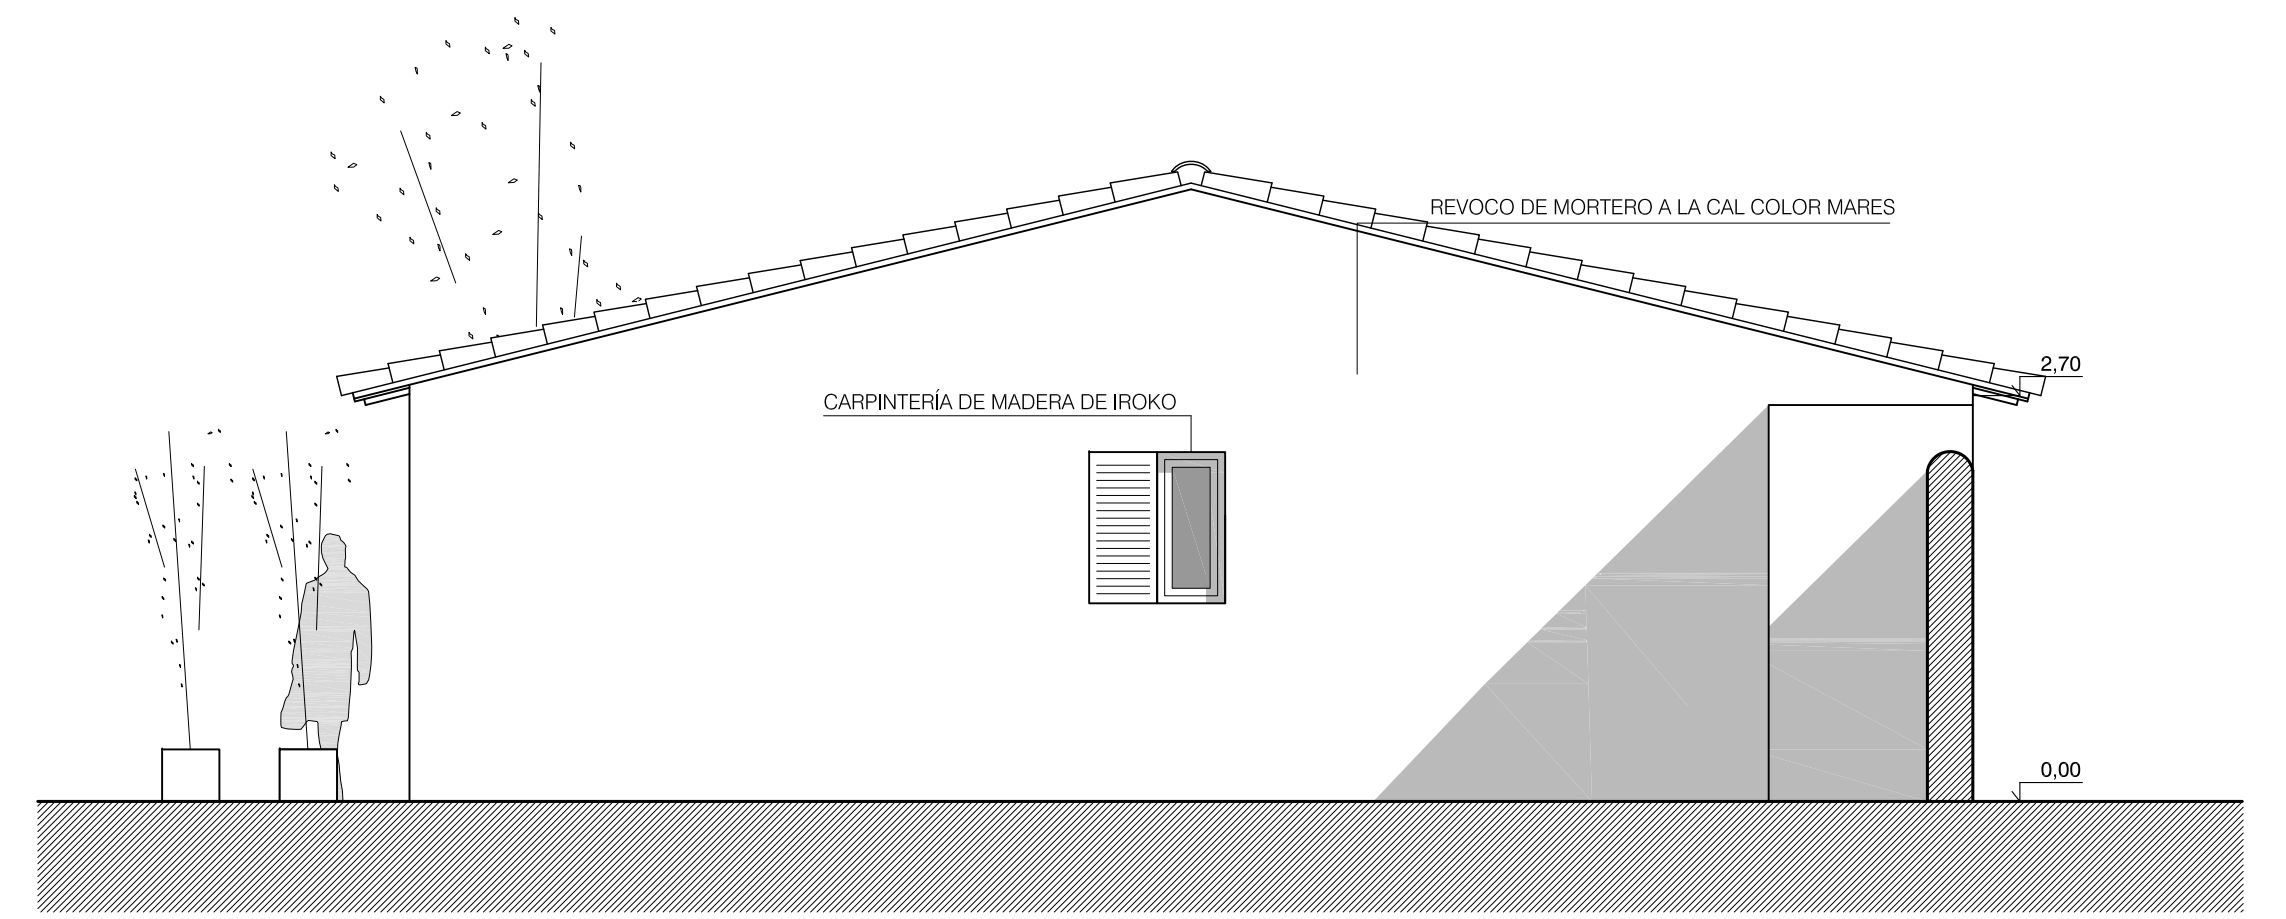 REVOCO DE MORTERO A LA CAL COLOR MARES
2,70
CARPINTERÍA DE MADERA DE IROKO
0,00